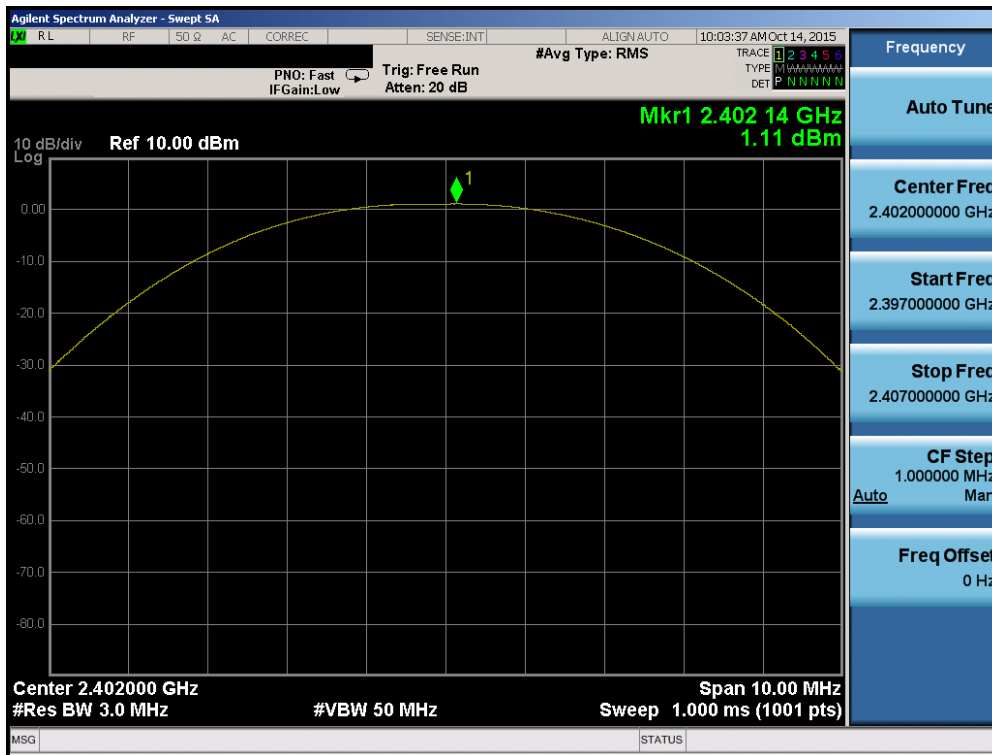 Agilent Spectrum Analyzer - Swept SA
LXI RL RF 50 Ω AC CORREC SENSE:INT ALIGN AUTO 10:03:37 AM Oct 14, 2015
#Avg Type: RMS TRACE 1 2 3 4 5 6
PNO: Fast Trig: Free Run TYPE M WWWWW
IFGain:Low Atten: 20 dB DET P N N N N N
Mkr1 2.402 14 GHz
1.11 dBm
10 dB/div Ref 10.00 dBm
Log
1
0.00
-10.0
-20.0
-30.0
-40.0
-50.0
-60.0
-70.0
-80.0
Center 2.402000 GHz Span 10.00 MHz
#Res BW 3.0 MHz #VBW 50 MHz Sweep 1.000 ms (1001 pts)
MSG STATUS
Frequency
Auto Tune
Center Freq
2.402000000 GHz
Start Freq
2.397000000 GHz
Stop Freq
2.407000000 GHz
CF Step
1.000000 MHz
Auto Man
Freq Offset
0 Hz